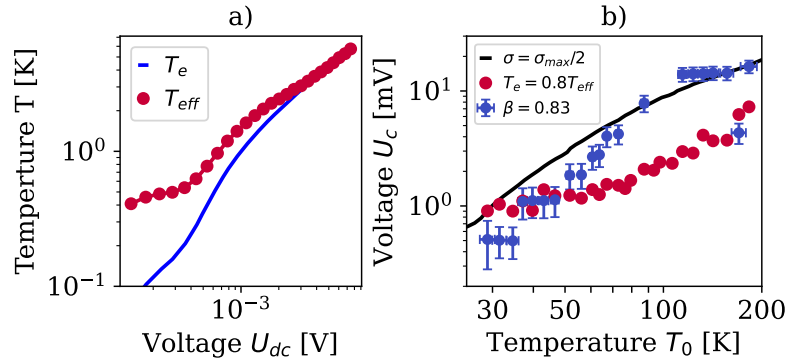 a)
b)
Temperture T [K]
T_e
T_eff
10^0
10^−1
10^−3
Voltage U_dc [V]
Voltage U_c [mV]
σ = σ_max/2
T_e = 0.8T_eff
β = 0.83
10^1
10^0
30
50
100
200
Temperature T_0 [K]